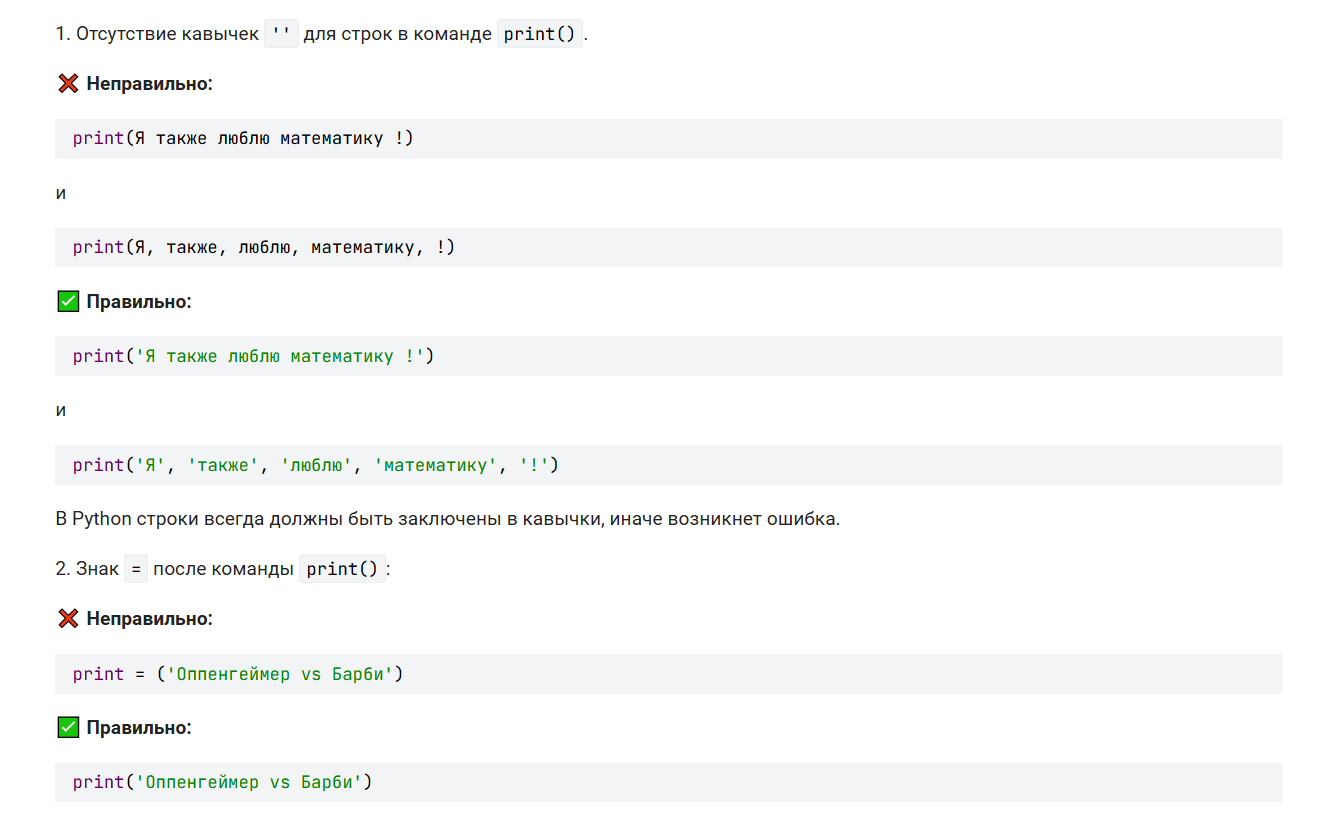 1. Отсутствие кавычек '' для строк в команде print().
❌ Неправильно:
print(Я также люблю математику !)
и
print(Я, также, люблю, математику, !)
✅ Правильно:
print('Я также люблю математику !')
и
print('Я', 'также', 'люблю', 'математику', '!')
В Python строки всегда должны быть заключены в кавычки, иначе возникнет ошибка.
2. Знак = после команды print():
❌ Неправильно:
print = ('Оппенгеймер vs Барби')
✅ Правильно:
print('Оппенгеймер vs Барби')